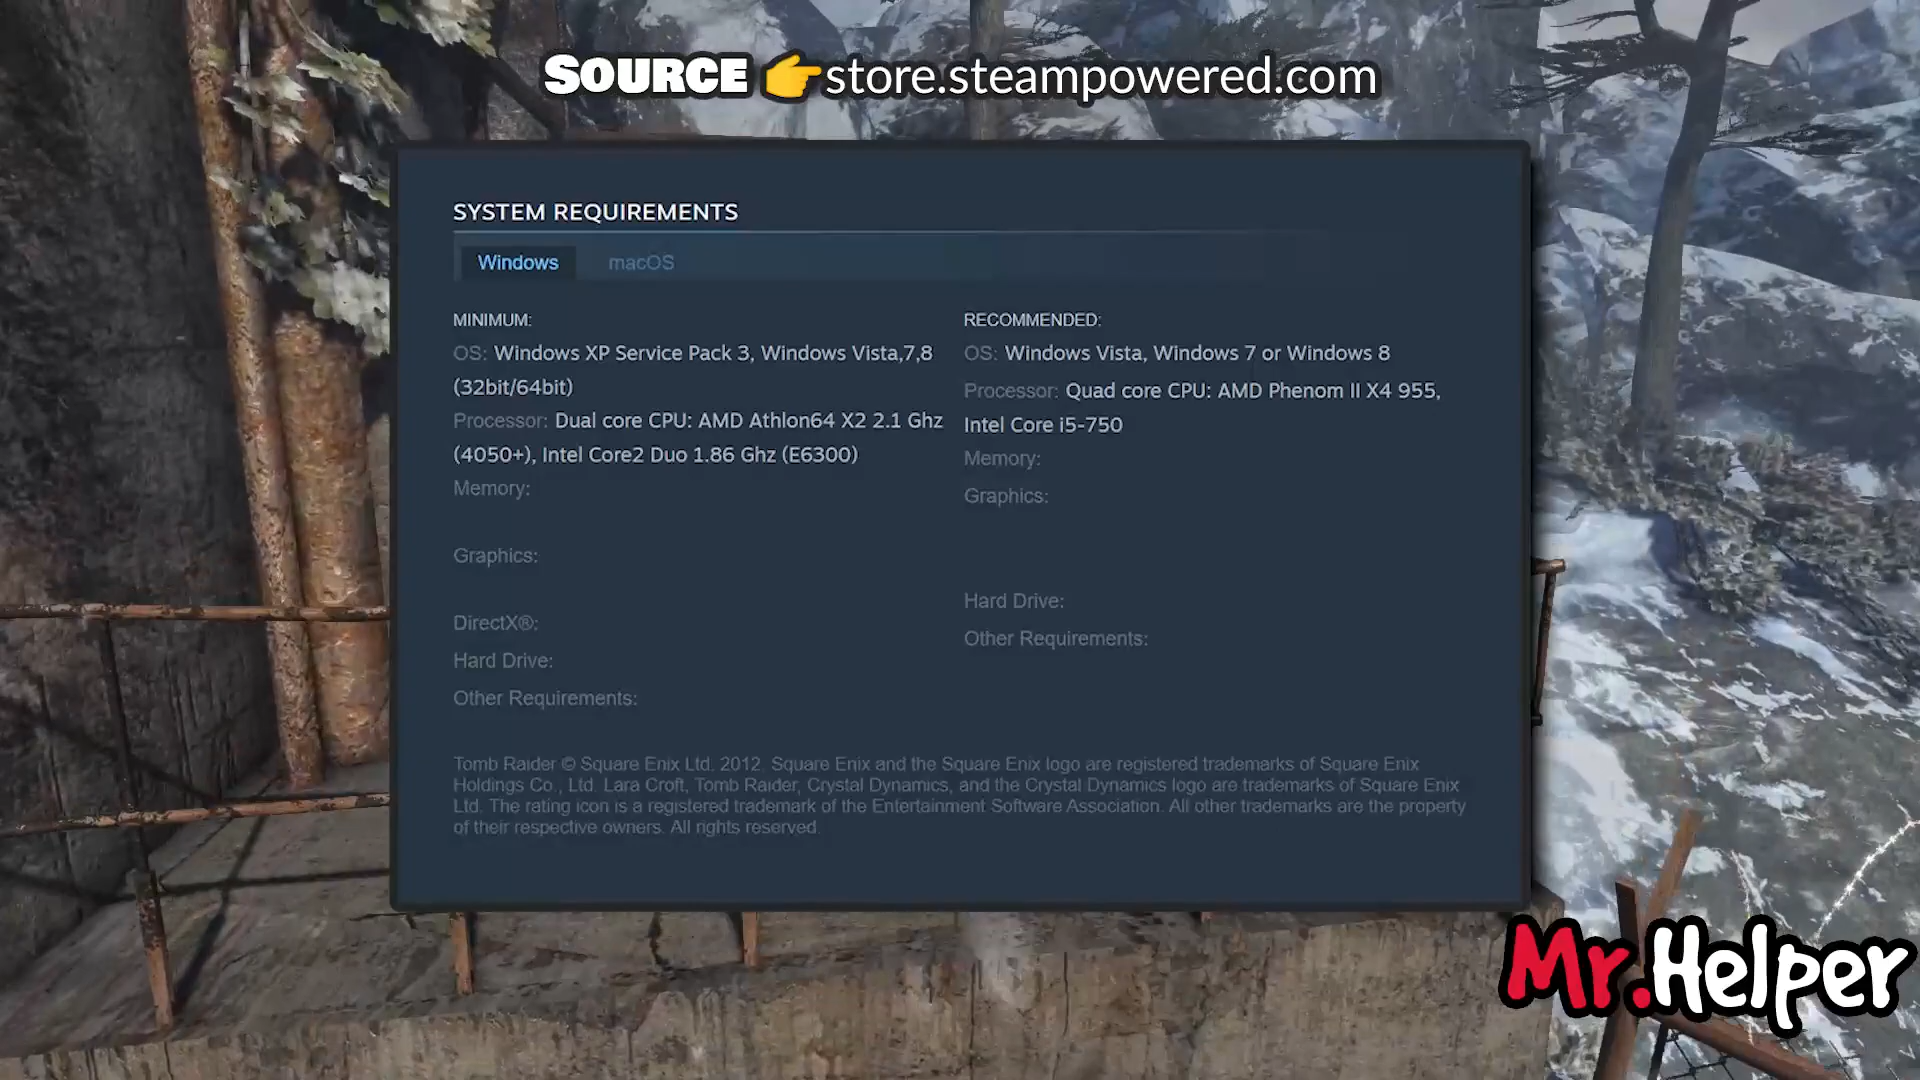 SOURCE 👉store.steampowered.com
SYSTEM REQUIREMENTS
Windows macOS
MINIMUM:
OS: Windows XP Service Pack 3, Windows Vista,7,8
(32bit/64bit)
Processor: Dual core CPU: AMD Athlon64 X2 2.1 Ghz
(4050+), Intel Core2 Duo 1.86 Ghz (E6300)
Memory:
Graphics:
DirectX®:
Hard Drive:
Other Requirements:
RECOMMENDED:
OS: Windows Vista, Windows 7 or Windows 8
Processor: Quad core CPU: AMD Phenom II X4 955,
Intel Core i5-750
Memory:
Graphics:
Hard Drive:
Other Requirements:
Tomb Raider © Square Enix Ltd. 2012. Square Enix and the Square Enix logo are registered trademarks of Square Enix
Holdings Co., Ltd. Lara Croft, Tomb Raider, Crystal Dynamics, and the Crystal Dynamics logo are trademarks of Square Enix
Ltd. The rating icon is a registered trademark of the Entertainment Software Association. All other trademarks are the property
of their respective owners. All rights reserved.
Mr.Helper